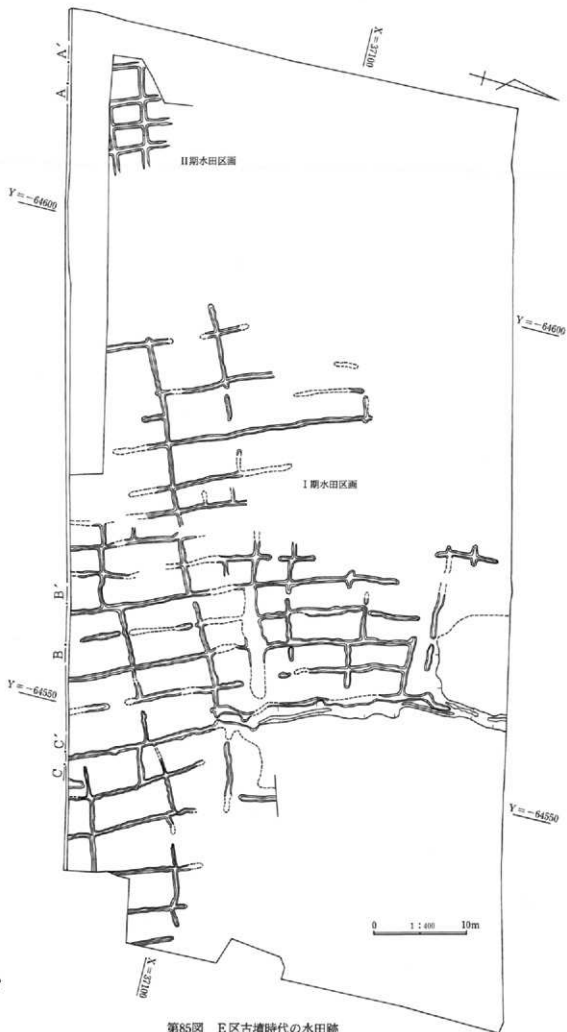 A'
A
X=37100
II期水田区画
Y=-64600
Y=-64600
I期水田区画
B'
B
Y=-64550
C'
C
Y=-64550
0 1:400 10m
X=37100
第85図 E区古墳時代の水田跡